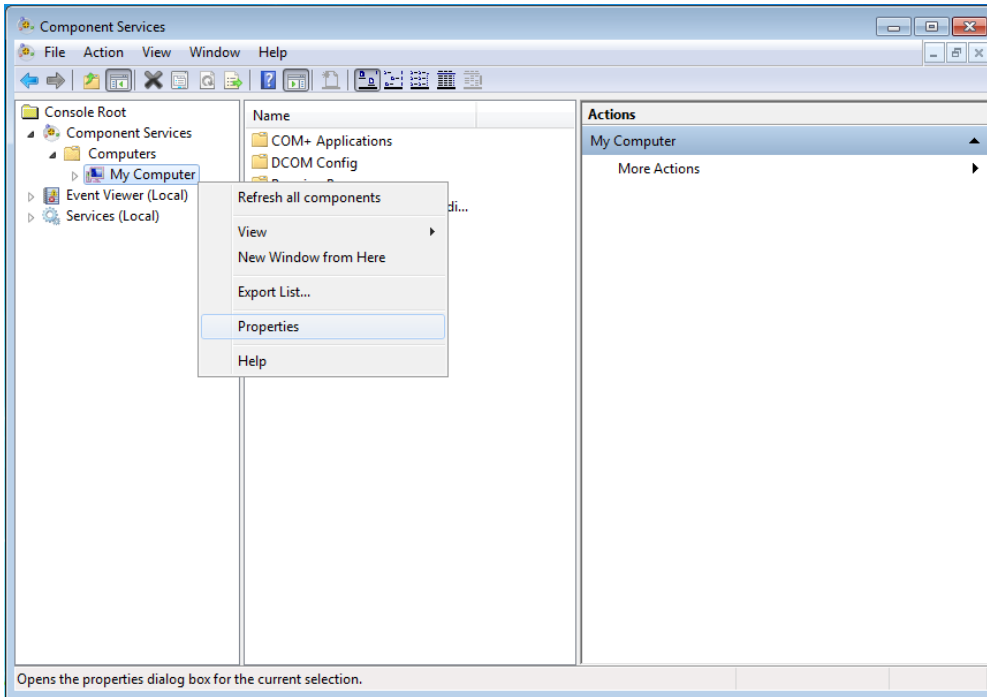 Component Services
File Action View Window Help
Console Root
Component Services
Computers
My Computer
Event Viewer (Local)
Services (Local)
Name
COM+ Applications
DCOM Config
di...
Refresh all components
View
New Window from Here
Export List...
Properties
Help
Actions
My Computer
More Actions
Opens the properties dialog box for the current selection.